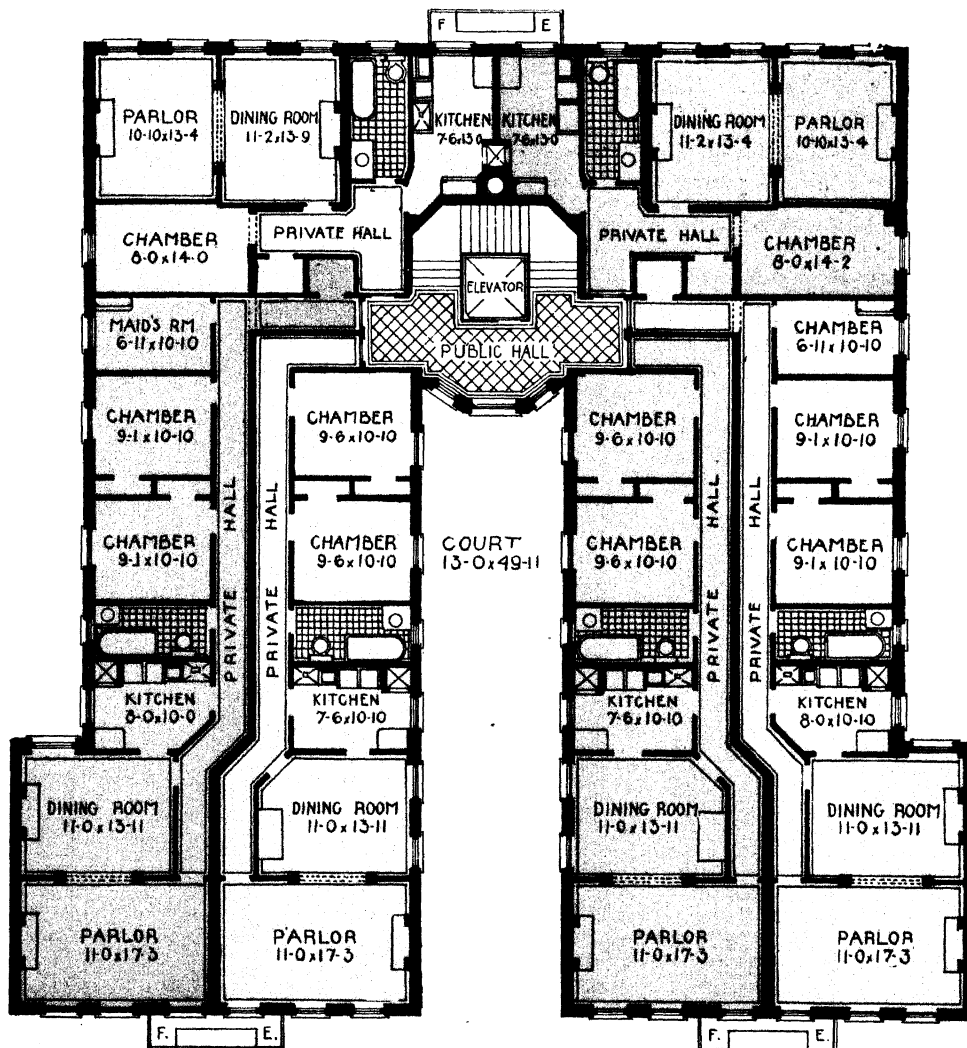 F. E.
PARLOR
10-10x13-4
DINING ROOM
11-2x13-9
KITCHEN
7-6x13-0
KITCHEN
7-6x13-0
DINING ROOM
11-2x13-4
PARLOR
10-10x13-4
CHAMBER
8-0x14-0
PRIVATE HALL
ELEVATOR
PRIVATE HALL
CHAMBER
8-0x14-2
PUBLIC HALL
MAID'S RM.
6-11x10-10
CHAMBER
6-11x10-10
CHAMBER
9-1x10-10
CHAMBER
9-6x10-10
CHAMBER
9-6x10-10
CHAMBER
9-1x10-10
PRIVATE HALL
PRIVATE HALL
PRIVATE HALL
PRIVATE HALL
CHAMBER
9-1x10-10
CHAMBER
9-6x10-10
COURT
13-0x49-11
CHAMBER
9-6x10-10
CHAMBER
9-1x10-10
KITCHEN
8-0x10-0
KITCHEN
7-6x10-10
KITCHEN
7-6x10-10
KITCHEN
8-0x10-10
DINING ROOM
11-0x13-11
DINING ROOM
11-0x13-11
DINING ROOM
11-0x13-11
DINING ROOM
11-0x13-11
PARLOR
11-0x17-3
PARLOR
11-0x17-3
PARLOR
11-0x17-3
PARLOR
11-0x17-3
F. E.
F. E.